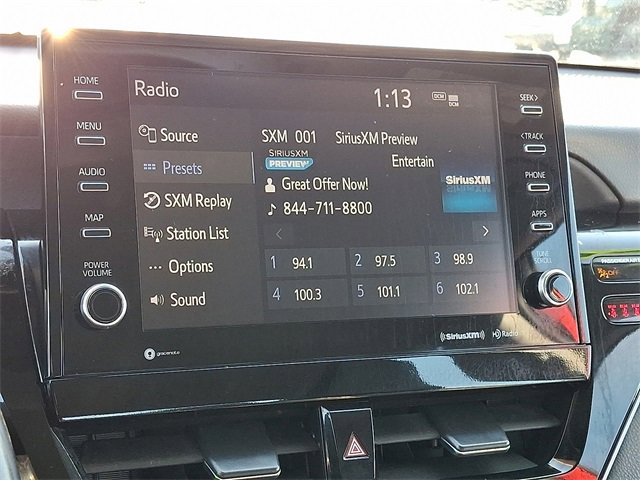 HOME
MENU
AUDIO
MAP
POWER
VOLUME
Radio
1:13
DCM
DCM
Source
Presets
SXM Replay
Station List
Options
Sound
SXM 001 SiriusXM Preview
SIRIUSXM
PREVIEW
Entertain
Great Offer Now!
844-711-8800
SiriusXM
< >
1 94.1 2 97.5 3 98.9
4 100.3 5 101.1 6 102.1
gracenote
SiriusXM
HD Radio
SEEK>
<TRACK
PHONE
APPS
TUNE
SCROLL
PASSENGER
OFF